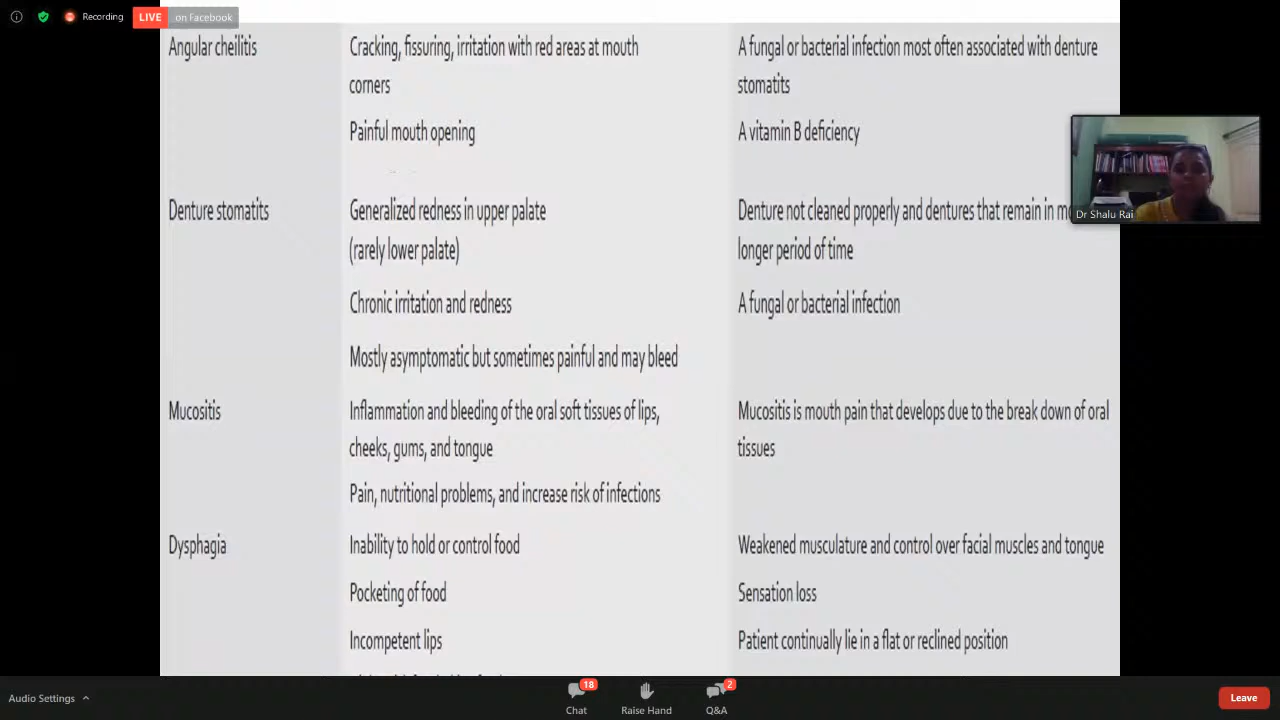 Recording
LIVE on Facebook
Angular cheilitis
Cracking, fissuring, irritation with red areas at mouth
corners
Painful mouth opening
A fungal or bacterial infection most often associated with denture
stomatits
A vitamin B deficiency
Denture stomatits
Generalized redness in upper palate
(rarely lower palate)
Chronic irritation and redness
Mostly asymptomatic but sometimes painful and may bleed
Denture not cleaned properly and dentures that remain in
longer period of time
A fungal or bacterial infection
Mucositis
Inflammation and bleeding of the oral soft tissues of lips,
cheeks, gums, and tongue
Pain, nutritional problems, and increase risk of infections
Mucositis is mouth pain that develops due to the break down of oral
tissues
Dysphagia
Inability to hold or control food
Pocketing of food
Incompetent lips
Weakened musculature and control over facial muscles and tongue
Sensation loss
Patient continually lie in a flat or reclined position
Dr Shalu Rai
Audio Settings
18
Chat
Raise Hand
2
Q&A
Leave